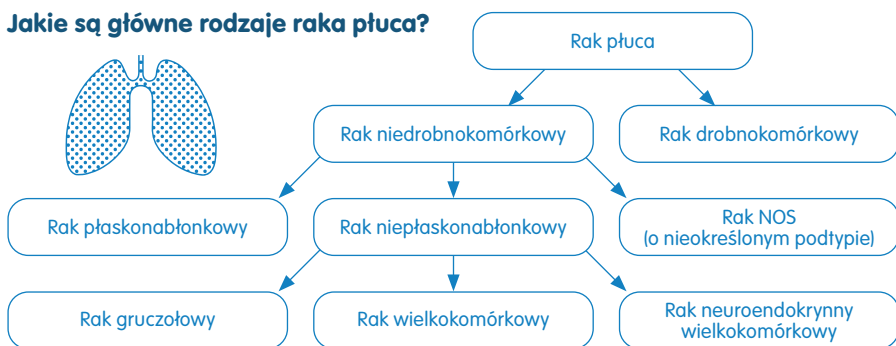 Jakie są główne rodzaje raka płuca?
Rak płuca
Rak niedrobnokomórkowy
Rak drobnokomórkowy
Rak płaskonabłonkowy
Rak niepłaskonabłonkowy
Rak NOS
(o nieokreślonym podtypie)
Rak gruczołowy
Rak wielkokomórkowy
Rak neuroendokrynny
wielkokomórkowy